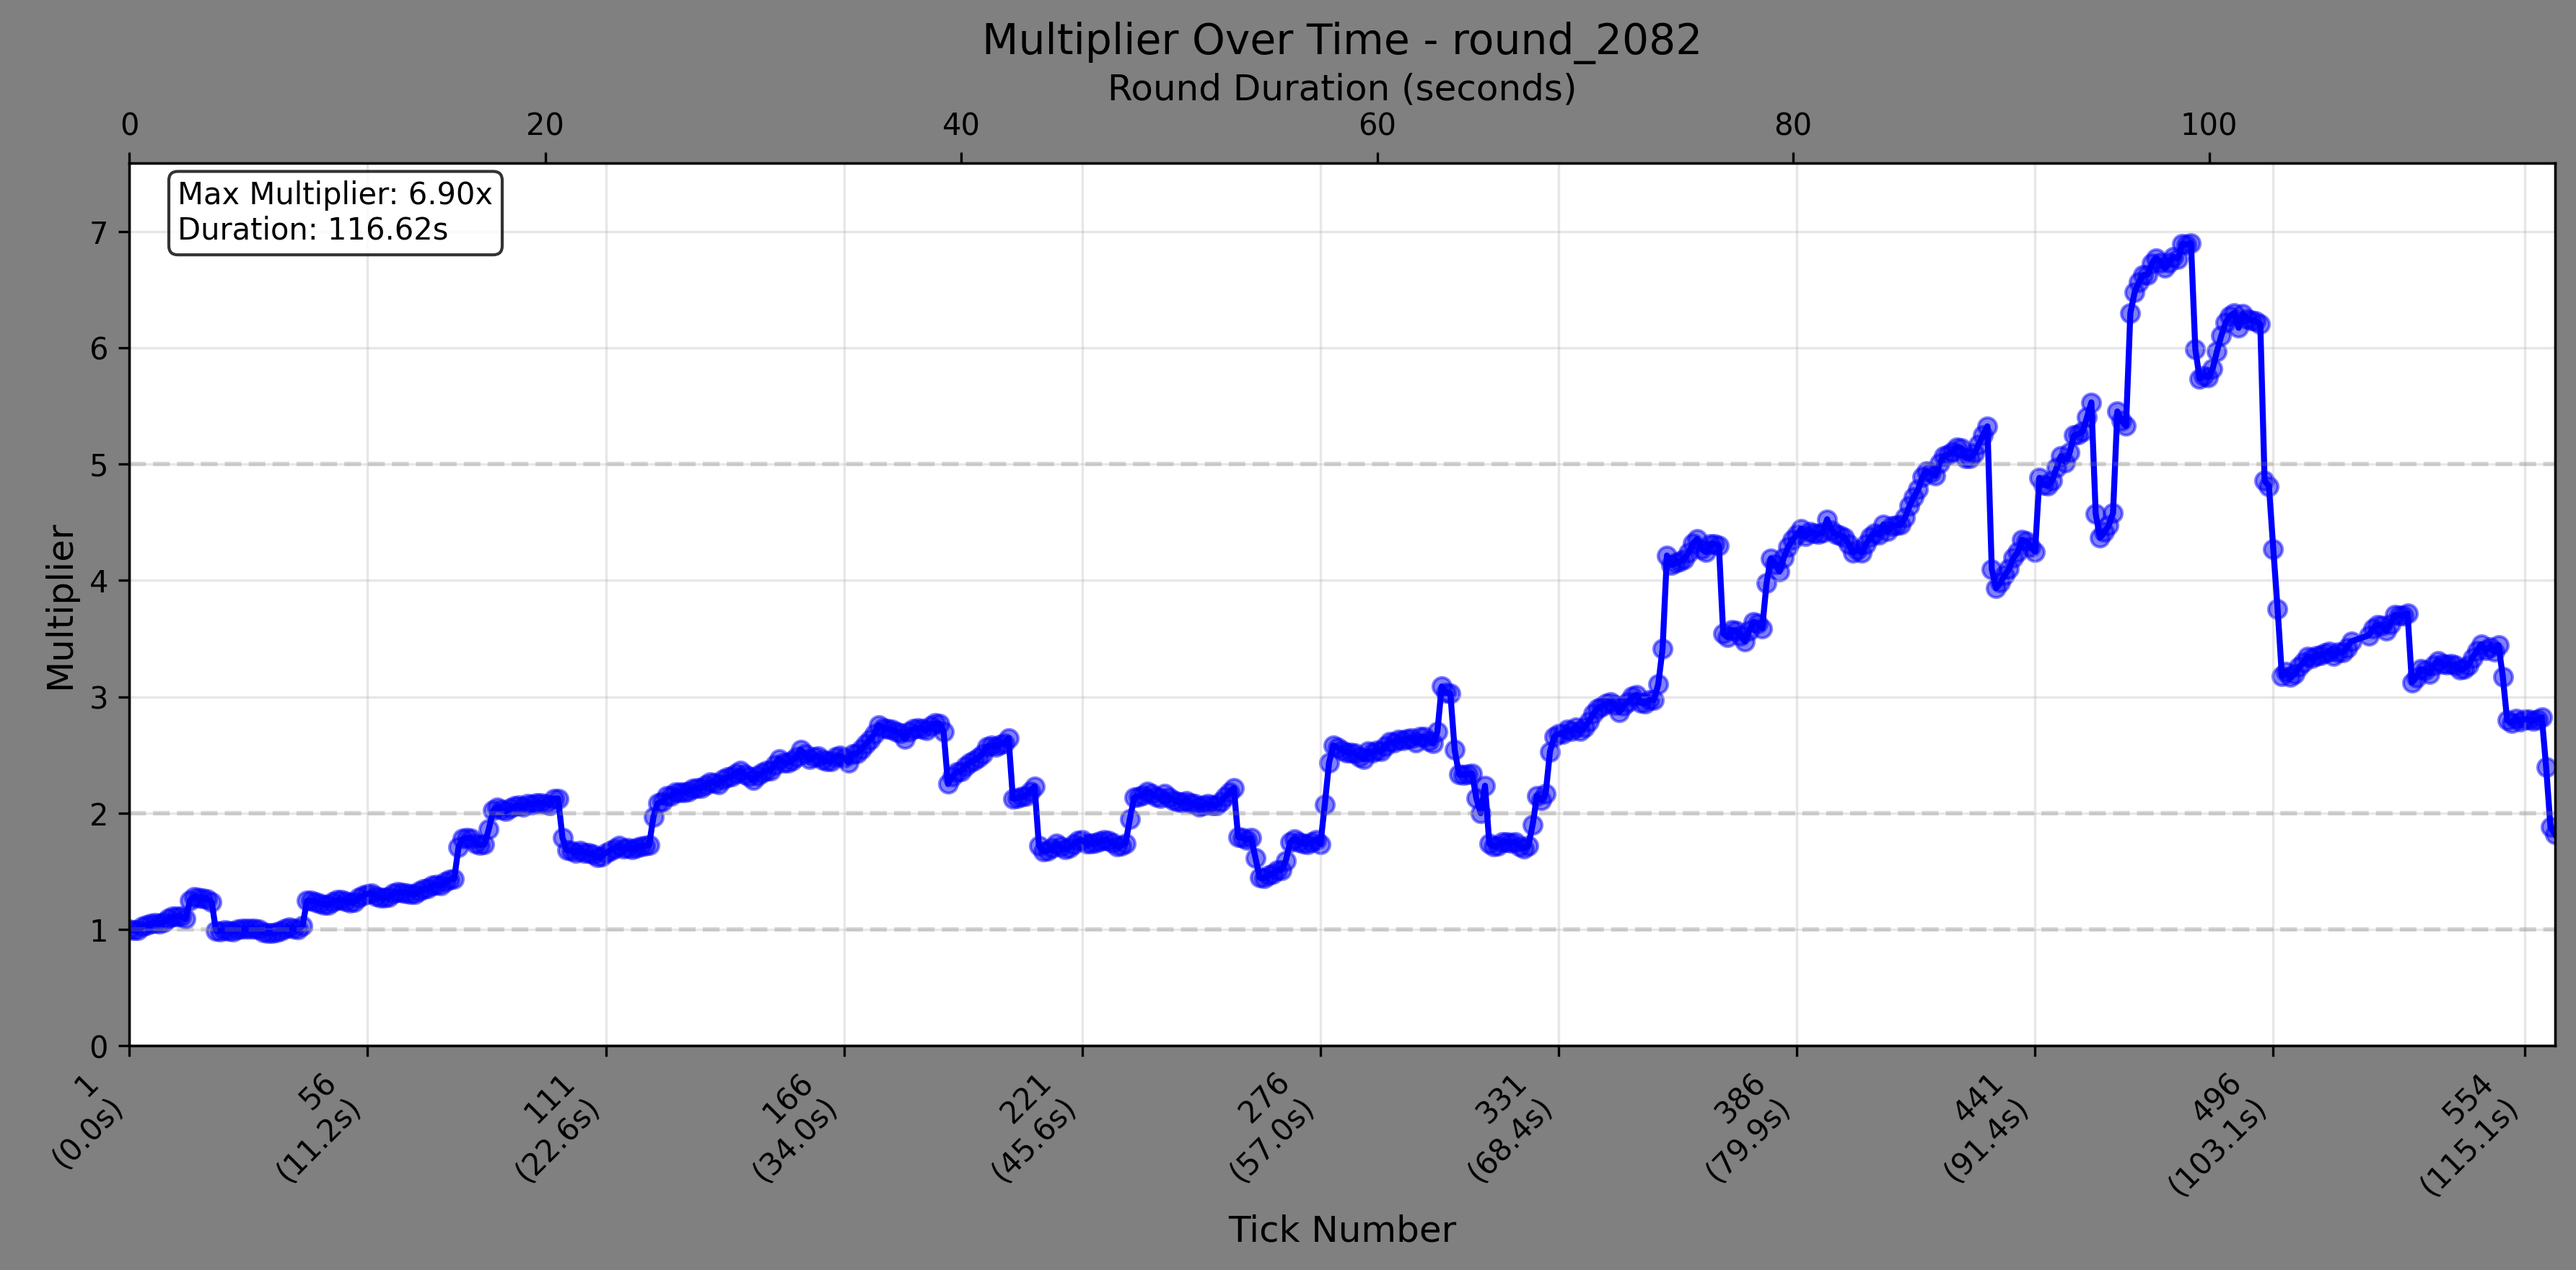 Multiplier Over Time - round_2082
Round Duration (seconds)
0 20 40 60 80 100
Max Multiplier: 6.90x
Duration: 116.62s
7
6
5
4
3
2
1
0
Multiplier
1
(0.0s)
56
(11.2s)
111
(22.6s)
166
(34.0s)
221
(45.6s)
276
(57.0s)
331
(68.4s)
386
(79.9s)
441
(91.4s)
496
(103.1s)
554
(115.1s)
Tick Number